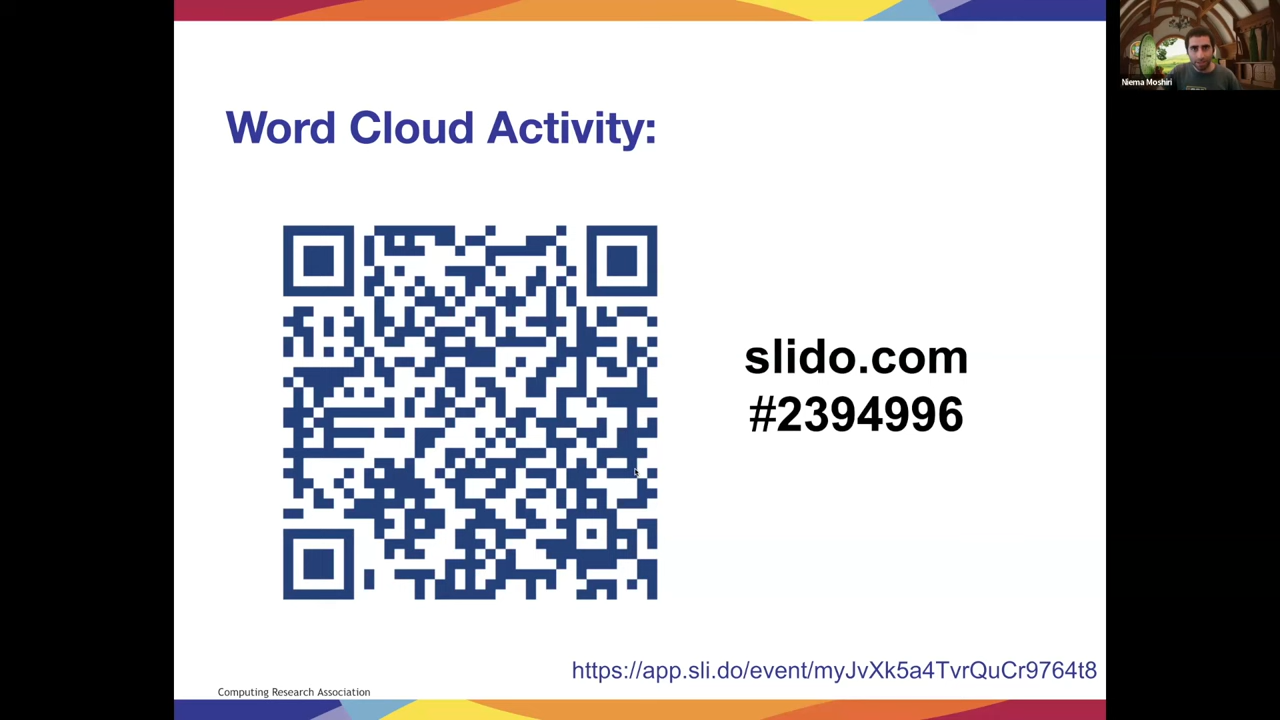 Word Cloud Activity:
slido.com
#2394996
https://app.sli.do/event/myJvXk5a4TvrQuCr9764t8
Computing Research Association
Niema Moshiri